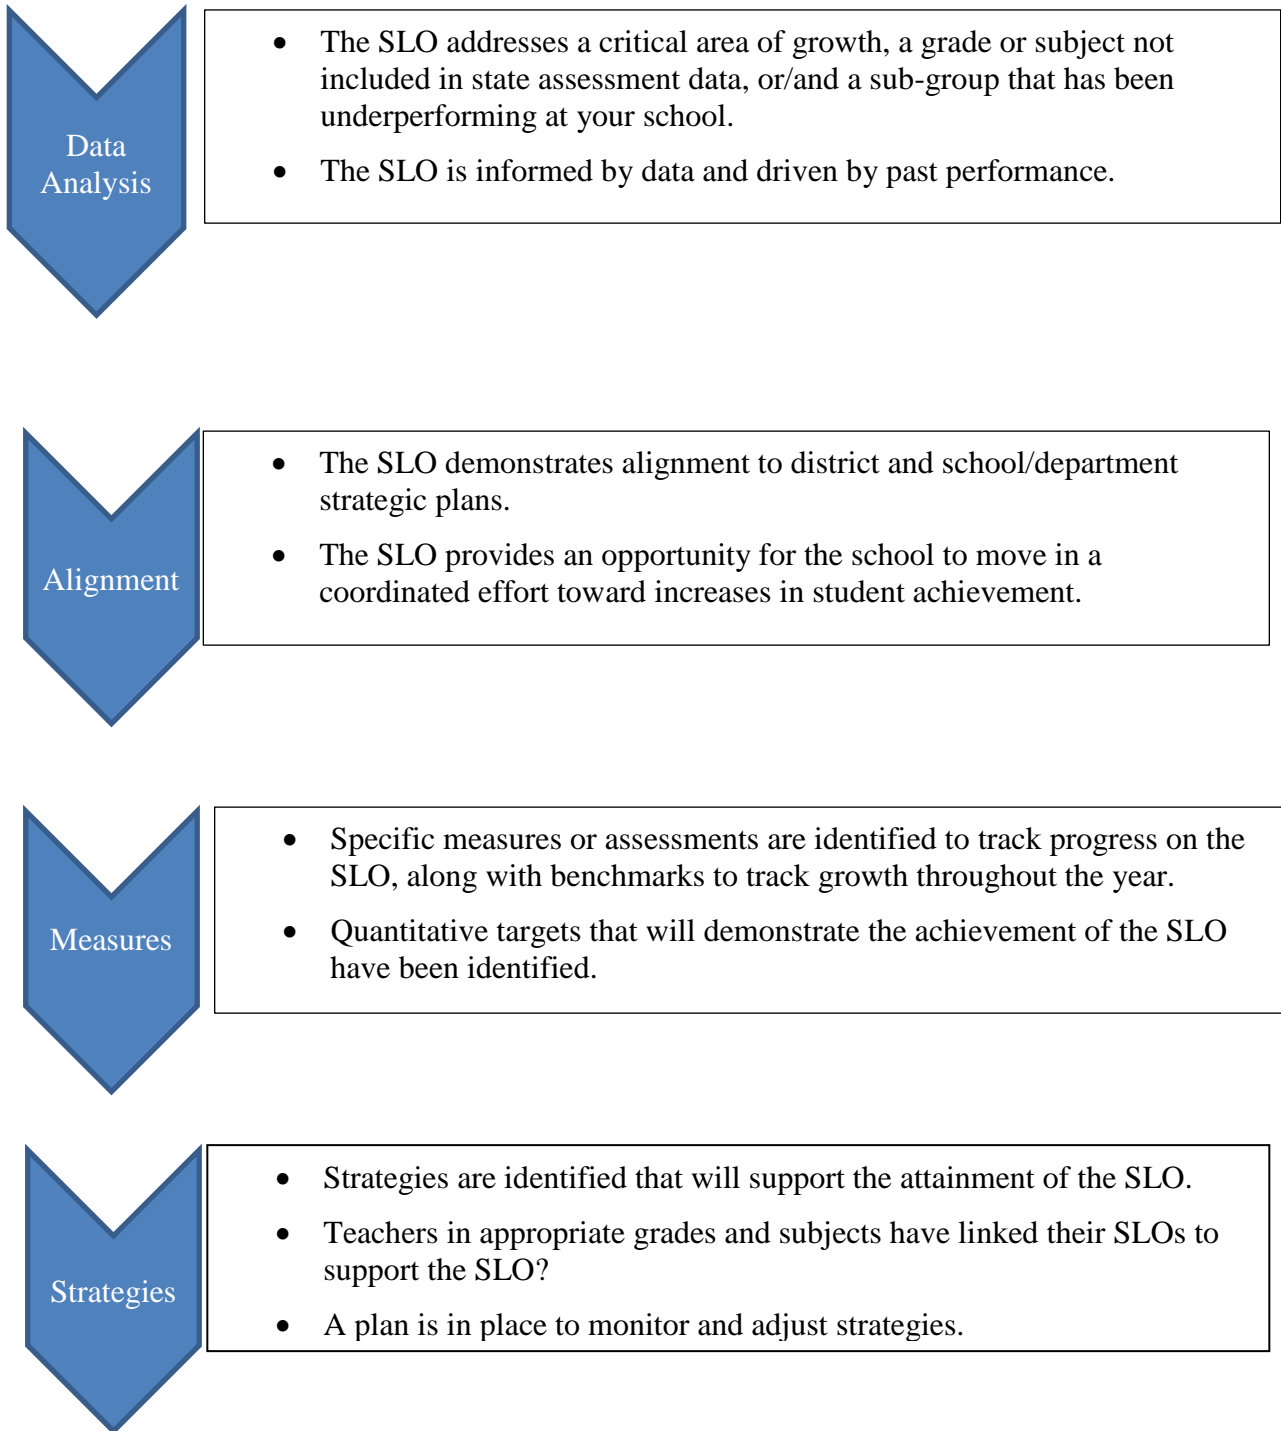 Data
Analysis
• The SLO addresses a critical area of growth, a grade or subject not
included in state assessment data, or/and a sub-group that has been
underperforming at your school.
• The SLO is informed by data and driven by past performance.
Alignment
• The SLO demonstrates alignment to district and school/department
strategic plans.
• The SLO provides an opportunity for the school to move in a
coordinated effort toward increases in student achievement.
Measures
• Specific measures or assessments are identified to track progress on the
SLO, along with benchmarks to track growth throughout the year.
• Quantitative targets that will demonstrate the achievement of the SLO
have been identified.
Strategies
• Strategies are identified that will support the attainment of the SLO.
• Teachers in appropriate grades and subjects have linked their SLOs to
support the SLO?
• A plan is in place to monitor and adjust strategies.